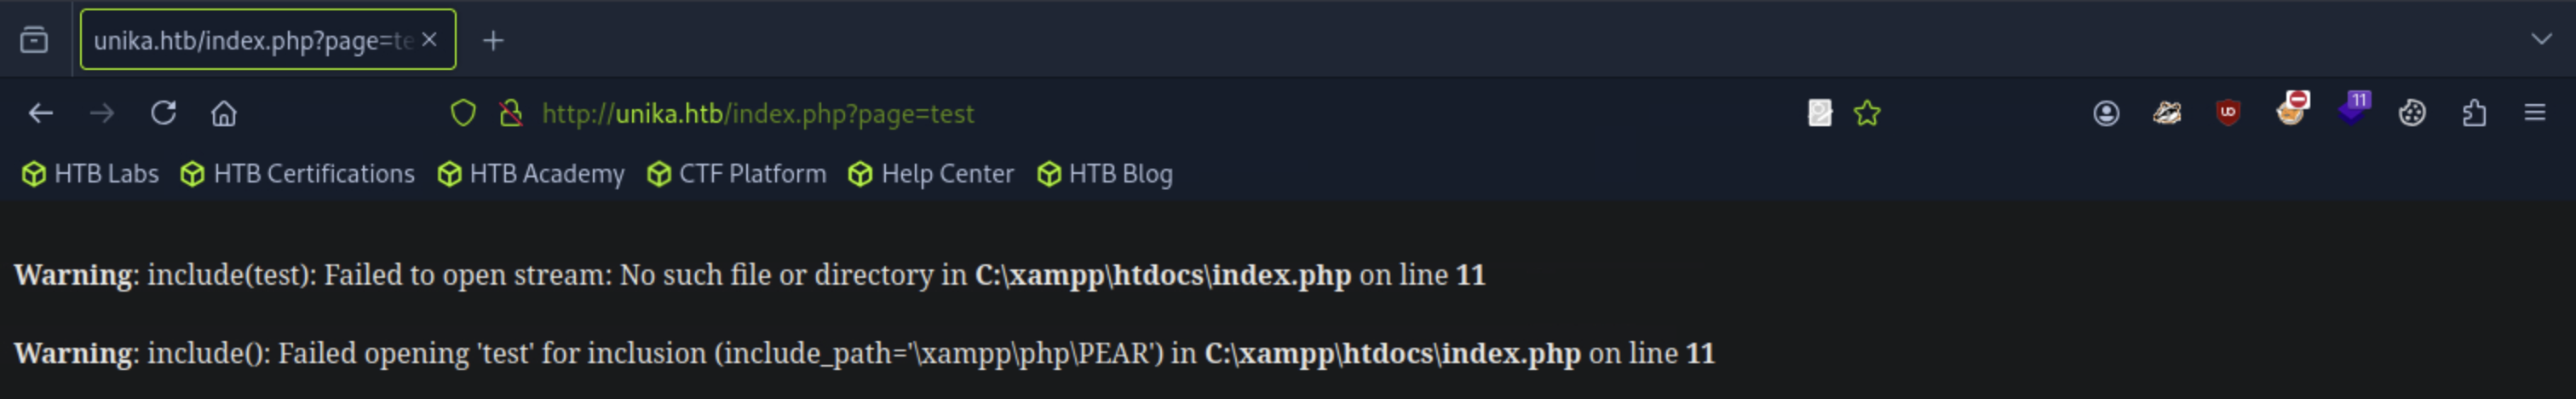 unika.htb/index.php?page=te
http://unika.htb/index.php?page=test
11
HTB Labs HTB Certifications HTB Academy CTF Platform Help Center HTB Blog
Warning: include(test): Failed to open stream: No such file or directory in C:\xampp\htdocs\index.php on line 11
Warning: include(): Failed opening 'test' for inclusion (include_path='\xampp\php\PEAR') in C:\xampp\htdocs\index.php on line 11